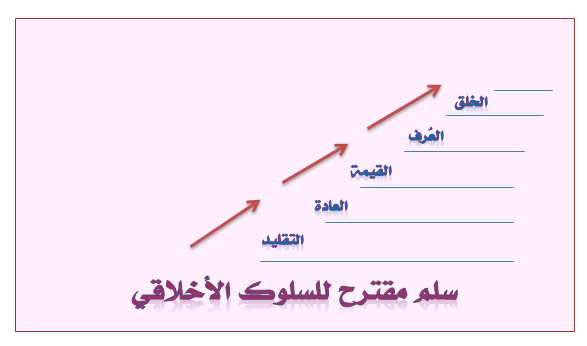 الخلق
العُرف
القيمة
العادة
التقليد
سلم مقترح للسلوك الأخلاقي